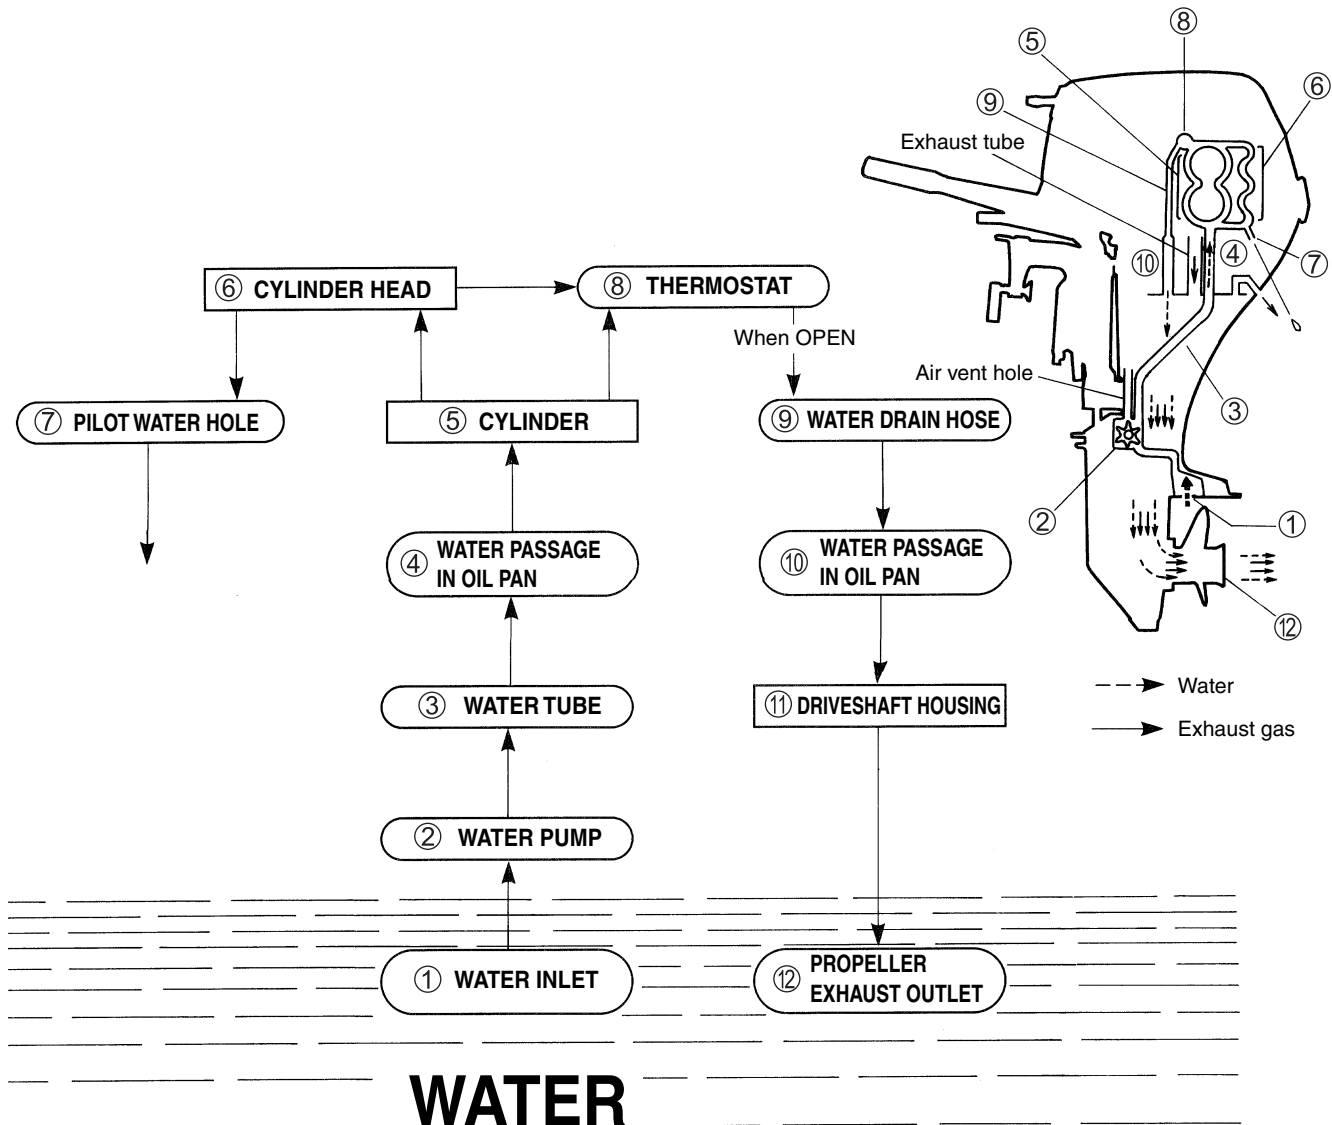 ⑧
⑤
⑥
⑨
Exhaust tube
④
⑩
⑦
⑥ CYLINDER HEAD
⑧ THERMOSTAT
When OPEN
Air vent hole
③
⑦ PILOT WATER HOLE
⑤ CYLINDER
⑨ WATER DRAIN HOSE
②
①
④ WATER PASSAGE
IN OIL PAN
⑩ WATER PASSAGE
IN OIL PAN
⑫
③ WATER TUBE
⑪ DRIVESHAFT HOUSING
Water
Exhaust gas
② WATER PUMP
① WATER INLET
⑫ PROPELLER
EXHAUST OUTLET
WATER